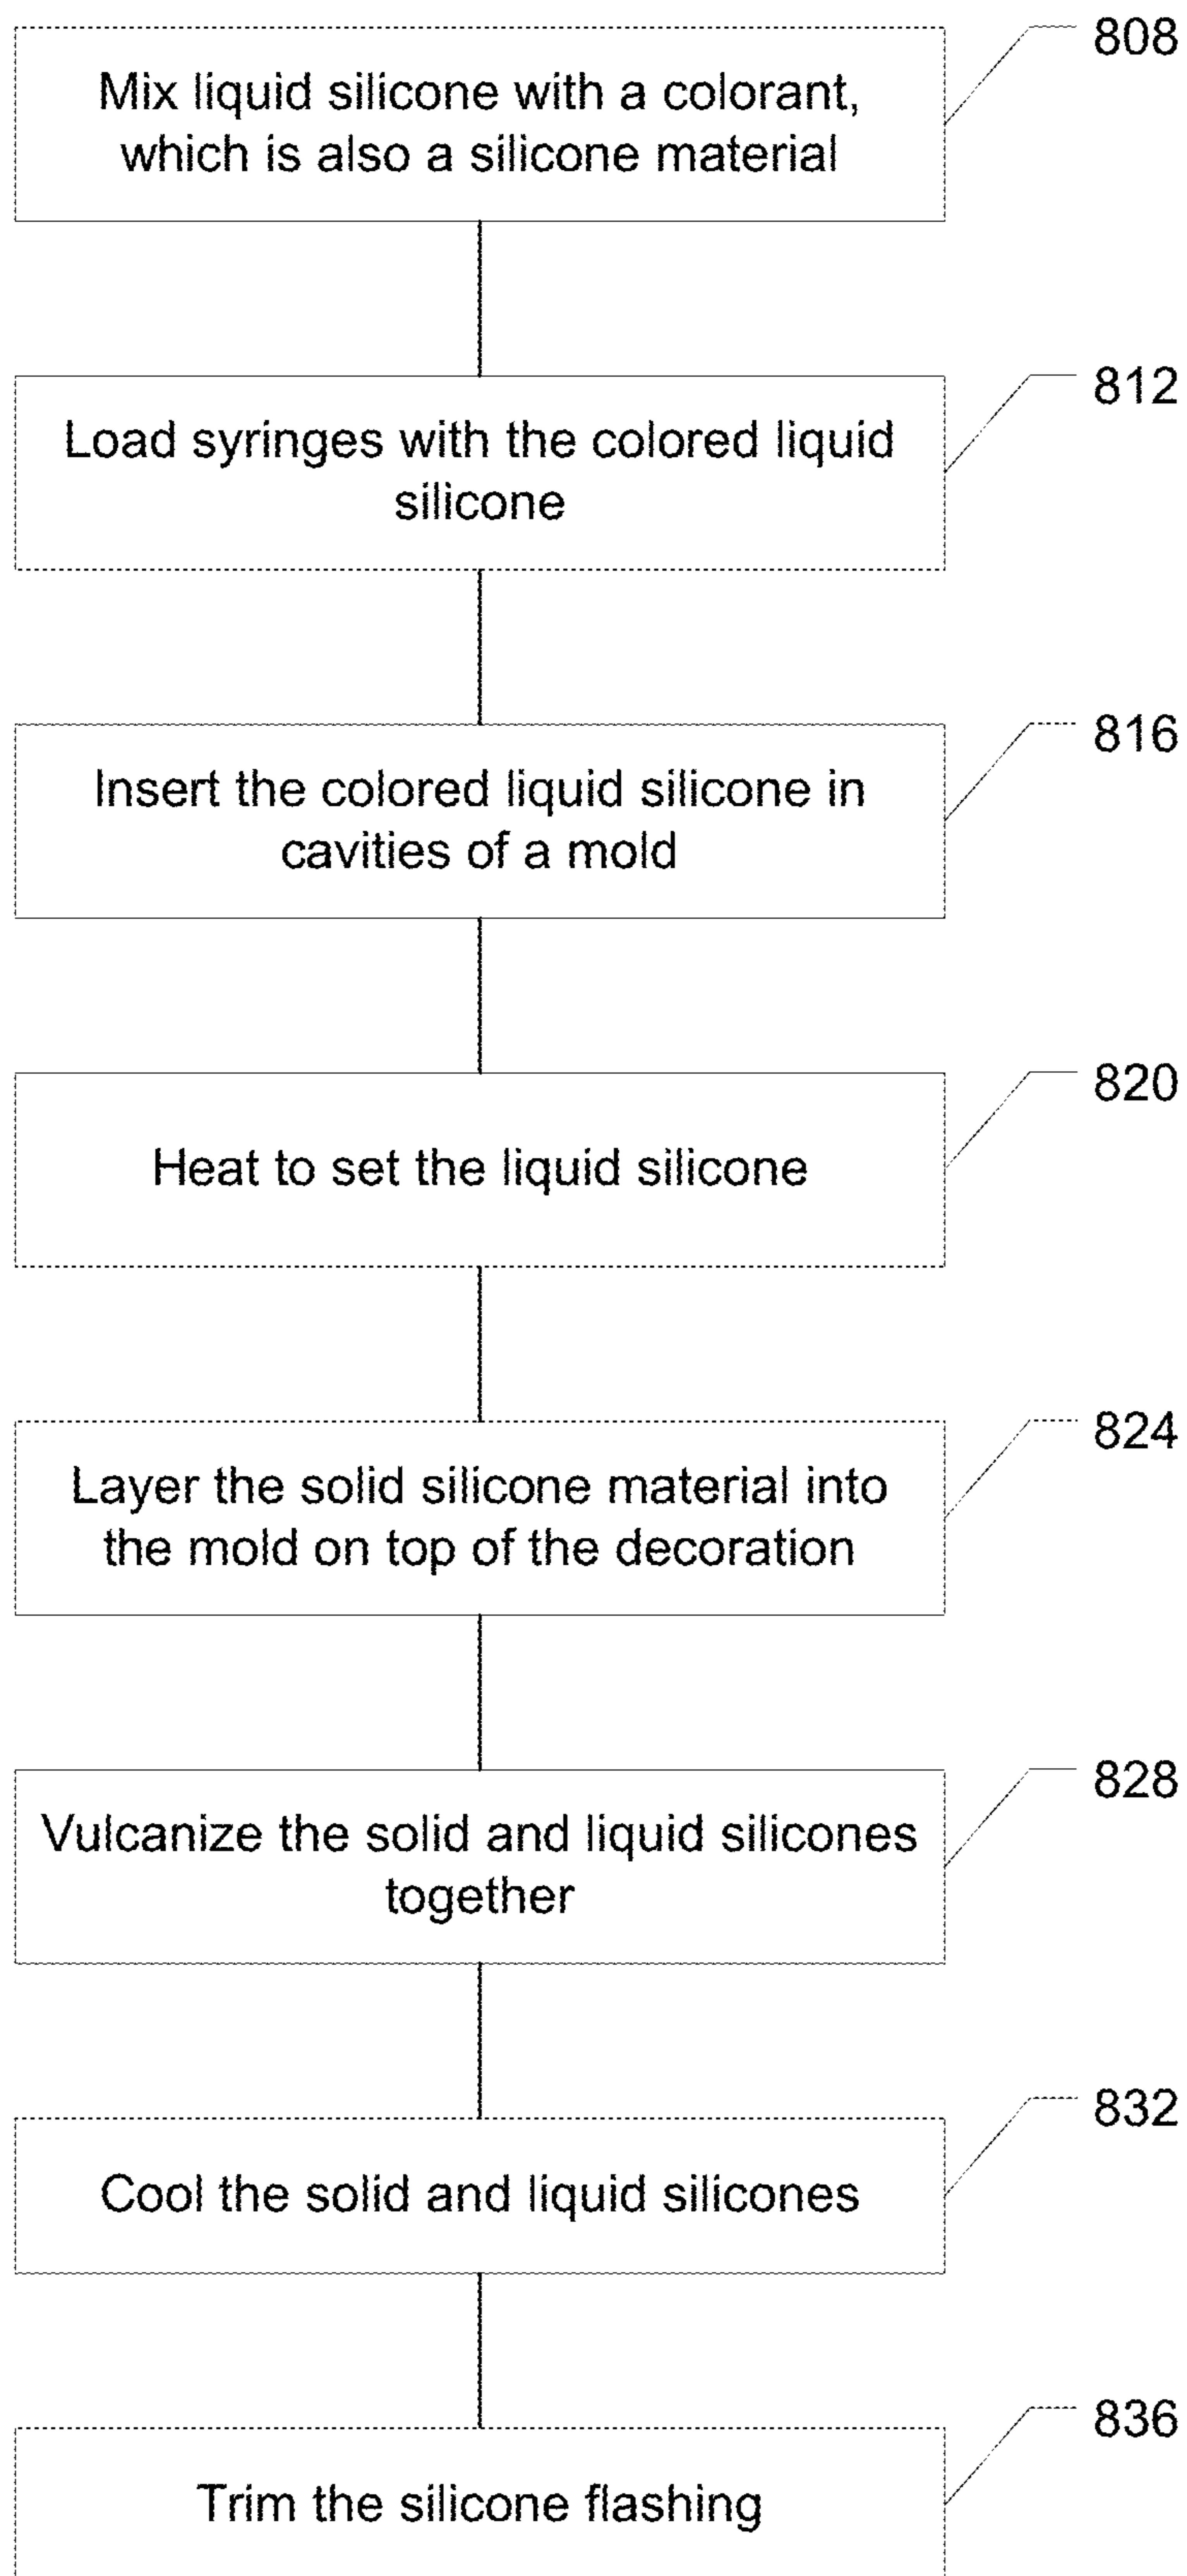 808
Mix liquid silicone with a colorant,
which is also a silicone material
812
Load syringes with the colored liquid
silicone
816
Insert the colored liquid silicone in
cavities of a mold
820
Heat to set the liquid silicone
824
Layer the solid silicone material into
the mold on top of the decoration
828
Vulcanize the solid and liquid silicones
together
832
Cool the solid and liquid silicones
836
Trim the silicone flashing